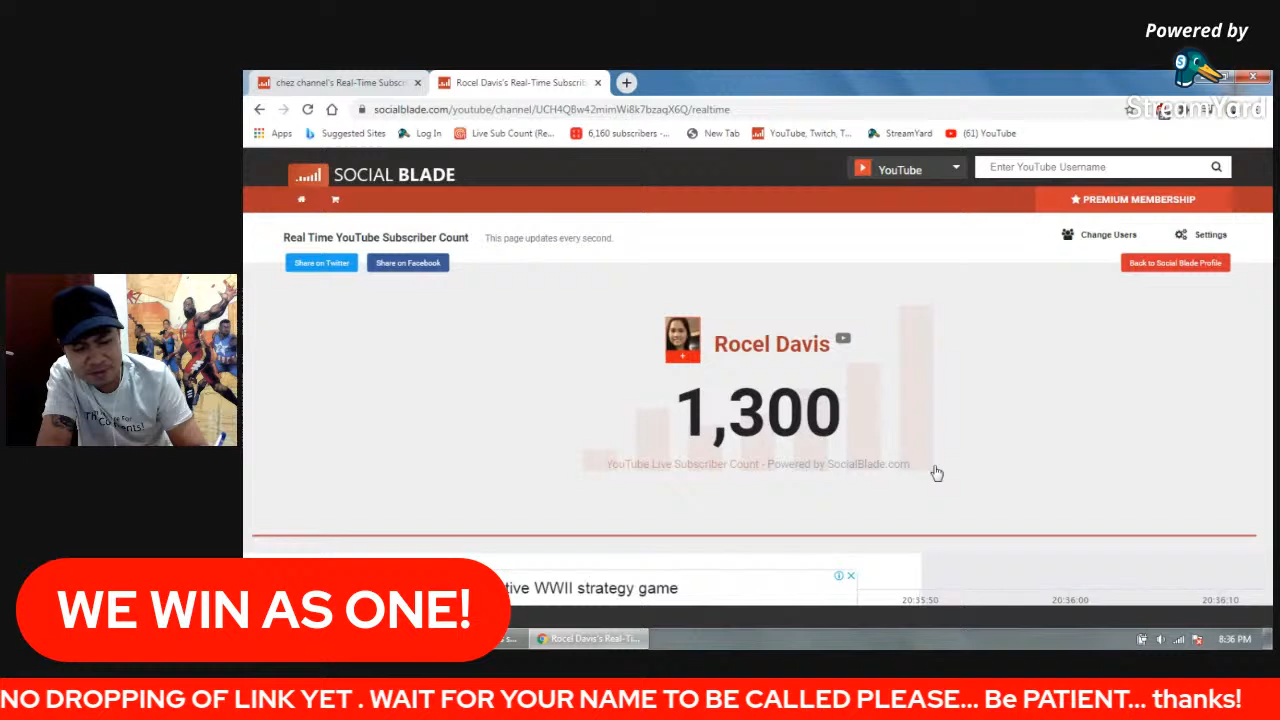 Powered by
StreamYard
chez channel's Real-Time Subscr
Rocel Davis's Real-Time Subscrib
socialblade.com/youtube/channel/UCH4QBw42mimWi8k7bzaqX6Q/realtime
Apps
Suggested Sites
Log In
Live Sub Count (Re...
6,160 subscribers -...
New Tab
YouTube, Twitch, T...
StreamYard
(61) YouTube
SOCIAL BLADE
YouTube
Enter YouTube Username
PREMIUM MEMBERSHIP
Real Time YouTube Subscriber Count
This page updates every second.
Change Users
Settings
Share on Twitter
Share on Facebook
Back to Social Blade Profile
Rocel Davis
1,300
YouTube Live Subscriber Count - Powered by SocialBlade.com
tive WWII strategy game
20:35:50
20:36:00
20:36:10
WE WIN AS ONE!
Rocel Davis's Real-Ti...
8:36 PM
NO DROPPING OF LINK YET . WAIT FOR YOUR NAME TO BE CALLED PLEASE... Be PATIENT... thanks!